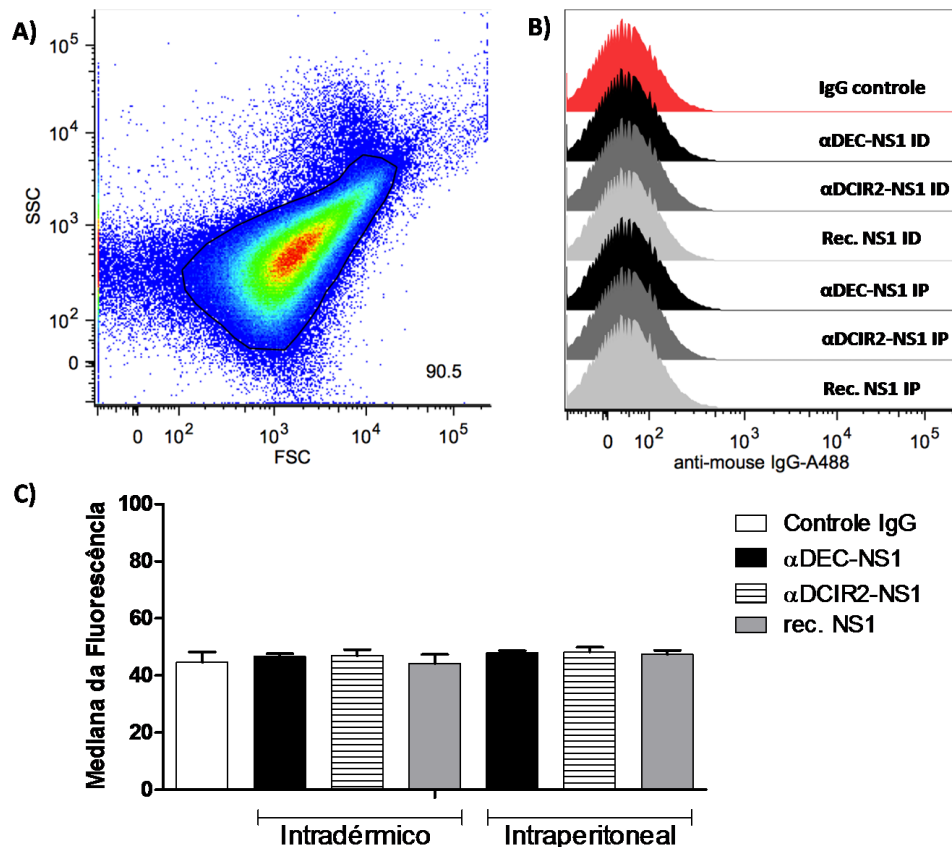 A)
10^5
10^4
10^3
10^2
0
SSC
90.5
0 10^2 10^3 10^4 10^5
FSC
B)
IgG controle
αDEC-NS1 ID
αDCIR2-NS1 ID
Rec. NS1 ID
αDEC-NS1 IP
αDCIR2-NS1 IP
Rec. NS1 IP
0 10^2 10^3 10^4 10^5
anti-mouse IgG-A488
C)
Mediana da Fluorescência
100
80
60
40
20
0
Intradérmico
Intraperitoneal
Controle IgG
αDEC-NS1
αDCIR2-NS1
rec. NS1